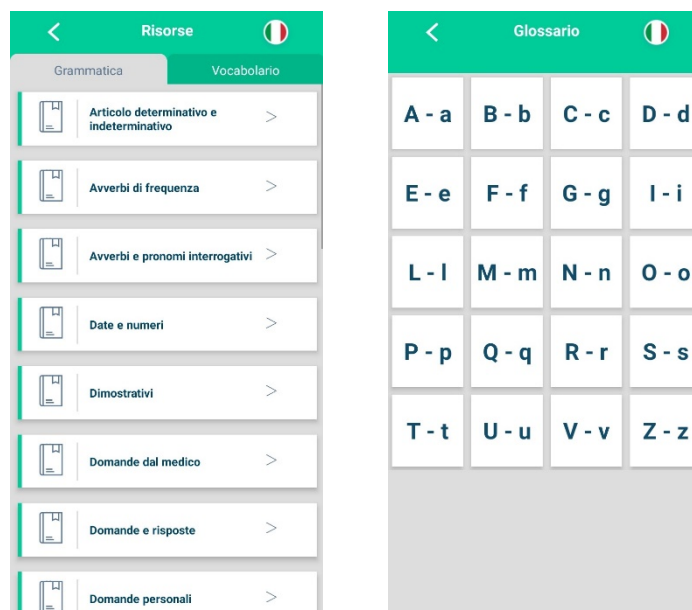 Risorse
Grammatica Vocabolario
Articolo determinativo e
indeterminativo
>
Avverbi di frequenza >
Avverbi e pronomi interrogativi >
Date e numeri >
Dimostrativi >
Domande dal medico >
Domande e risposte >
Domande personali >
Glossario
A - a B - b C - c D - d
E - e F - f G - g I - i
L - l M - m N - n O - o
P - p Q - q R - r S - s
T - t U - u V - v Z - z